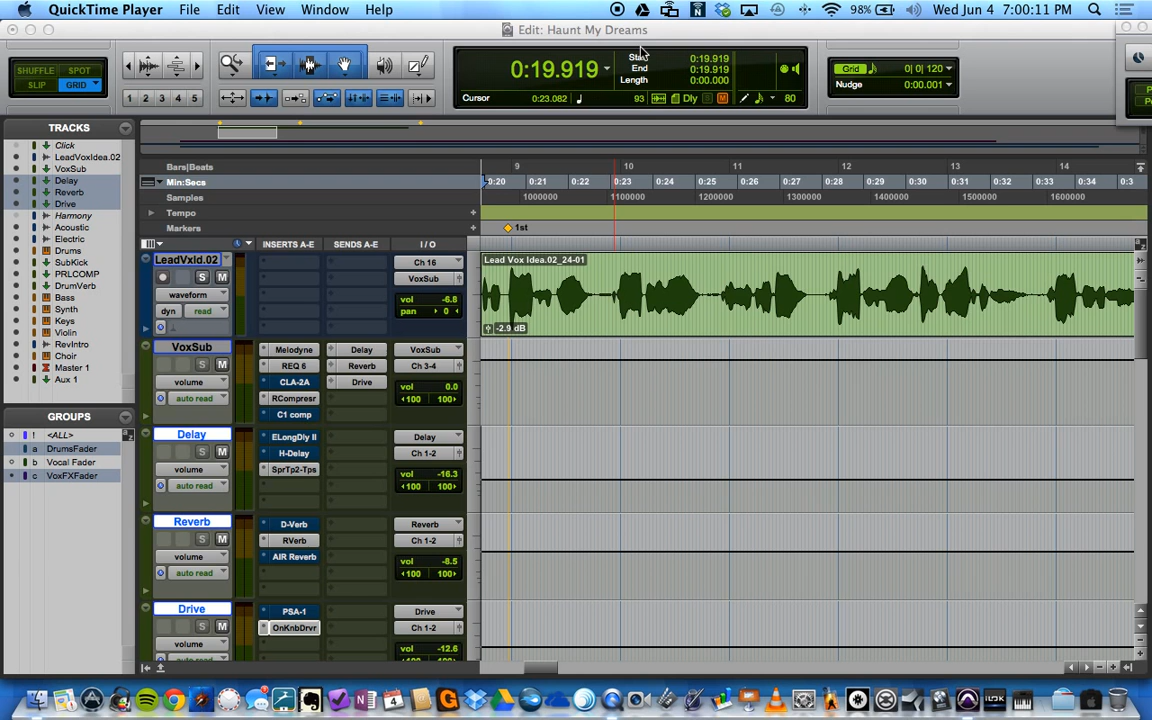 QuickTime Player File Edit View Window Help 98% Wed Jun 4 7:00:11 PM
Edit: Haunt My Dreams
SHUFFLE SPOT
SLIP GRID
1 2 3 4 5
0:19.919
Start 0:19.919
End 0:19.919
Length 0:00.000
Cursor 0:23.082 93 Dly S M 80
Grid 0| 0| 120
Nudge 0:00.001
TRACKS
Click
LeadVoxIdea.02
VoxSub
Delay
Reverb
Drive
Harmony
Acoustic
Electric
Drums
SubKick
PRLCOMP
DrumVerb
Bass
Synth
Keys
Violin
RevIntro
Choir
Master 1
Aux 1
GROUPS
! <ALL>
a DrumsFader
b Vocal Fader
c VoxFXFader
Bars|Beats 9 10 11 12 13 14
Min:Secs 0:20 0:21 0:22 0:23 0:24 0:25 0:26 0:27 0:28 0:29 0:30 0:31 0:32 0:33 0:34 0:3
Samples 1000000 1100000 1200000 1300000 1400000 1500000 1600000
Tempo
Markers 1st
INSERTS A-E SENDS A-E I / O
LeadVxId.02 Ch 16
S M VoxSub
waveform vol -6.8
dyn read pan 0
Lead Vox Idea.02_24-01
-2.9 dB
VoxSub Melodyne Delay VoxSub
S M REQ 6 Reverb Ch 3-4
volume CLA-2A Drive vol 0.0
auto read RCompresr 100 100
C1 comp
Delay ELongDly II Delay
S M H-Delay Ch 1-2
volume SprTp2-Tps vol -16.3
auto read 100 100
Reverb D-Verb Reverb
S M RVerb Ch 1-2
volume AIR Reverb vol -8.5
auto read 100 100
Drive PSA-1 Drive
S M OnKnbDrvr Ch 1-2
volume vol -12.6